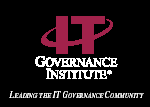 IT
GOVERNANCE
INSTITUTE®
LEADING THE IT GOVERNANCE COMMUNITY